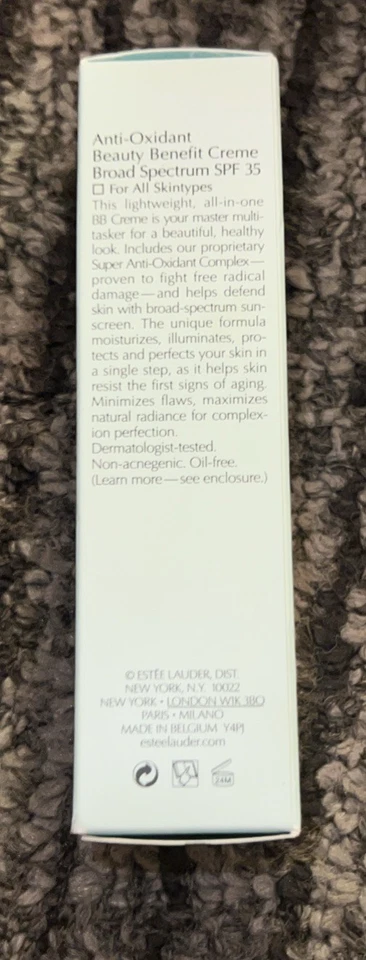 Anti-Oxidant
Beauty Benefit Creme
Broad Spectrum SPF 35
☐ For All Skintypes
This lightweight, all-in-one
BB Creme is your master multi-
tasker for a beautiful, healthy
look. Includes our proprietary
Super Anti-Oxidant Complex—
proven to fight free radical
damage—and helps defend
skin with broad-spectrum sun-
screen. The unique formula
moisturizes, illuminates, pro-
tects and perfects your skin in
a single step, as it helps skin
resist the first signs of aging.
Minimizes flaws, maximizes
natural radiance for complex-
ion perfection.
Dermatologist-tested.
Non-acnegenic. Oil-free.
(Learn more—see enclosure.)
© ESTÉE LAUDER, DIST.
NEW YORK, N.Y. 10022
NEW YORK • LONDON W1K 3BQ
PARIS • MILANO
MADE IN BELGIUM Y4PJ
esteelauder.com
24M